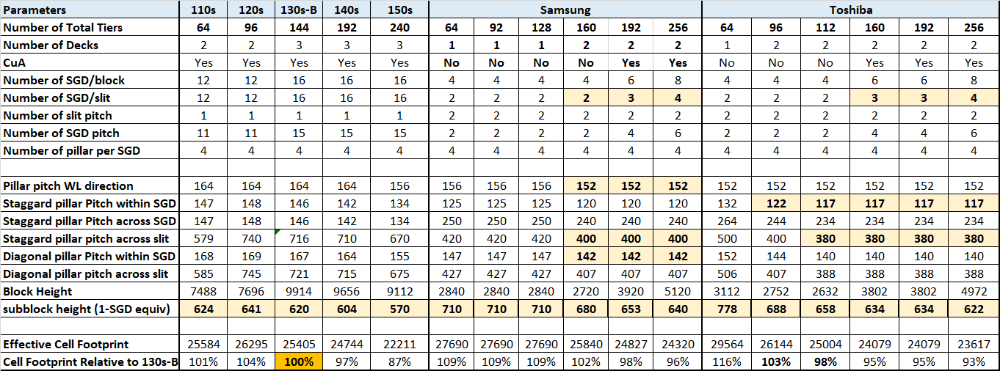 Parameters 110s 120s 130s-B 140s 150s Samsung Toshiba
Number of Total Tiers 64 96 144 192 240 64 92 128 160 192 256 64 96 112 160 192 256
Number of Decks 2 2 3 3 3 1 1 1 2 2 2 1 2 2 2 2 2
CuA Yes Yes Yes Yes Yes No No No No Yes Yes No No No Yes Yes Yes
Number of SGD/block 12 12 16 16 16 4 4 4 4 6 8 4 4 4 6 6 8
Number of SGD/slit 12 12 16 16 16 2 2 2 2 3 4 2 2 2 3 3 4
Number of slit pitch 1 1 1 1 1 2 2 2 2 2 2 2 2 2 2 2 2
Number of SGD pitch 11 11 15 15 15 2 2 2 2 4 6 2 2 2 4 4 6
Number of pillar per SGD 4 4 4 4 4 4 4 4 4 4 4 4 4 4 4 4 4
Pillar pitch WL direction 164 164 164 164 156 156 156 156 152 152 152 152 152 152 152 152 152
Staggard pillar Pitch within SGD 147 148 146 142 134 125 125 125 120 120 120 132 122 117 117 117 117
Staggard pillar Pitch across SGD 147 148 146 142 134 250 250 250 240 240 240 264 244 234 234 234 234
Staggard pillar pitch across slit 579 740 716 710 670 420 420 420 400 400 400 500 400 380 380 380 380
Diagonal pillar Pitch within SGD 168 169 167 164 155 147 147 147 142 142 142 152 144 140 140 140 140
Diagonal pillar pitch across slit 585 745 721 715 675 427 427 427 407 407 407 506 407 388 388 388 388
Block Height 7488 7696 9914 9656 9112 2840 2840 2840 2720 3920 5120 3112 2752 2632 3802 3802 4972
subblock height (1-SGD equiv) 624 641 620 604 570 710 710 710 680 653 640 778 688 658 634 634 622
Effective Cell Footprint 25584 26295 25405 24744 22211 27690 27690 27690 25840 24827 24320 29564 26144 25004 24079 24079 23617
Cell Footprint Relative to 130s-B 101% 104% 100% 97% 87% 109% 109% 109% 102% 98% 96% 116% 103% 98% 95% 95% 93%